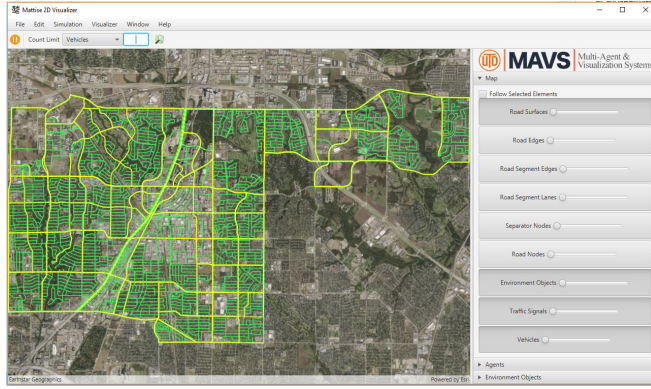 Mattise 2D Visualizer
File Edit Simulation Visualizer Window Help
Count Limit Vehicles
UTD MAVS Multi-Agent &
Visualization Systems
Map
Follow Selected Elements
Road Surfaces
Road Edges
Road Segment Edges
Road Segment Lanes
Separator Nodes
Road Nodes
Environment Objects
Traffic Signals
Vehicles
Agents
Environment Objects
Earthstar Geographics
Powered by Esri